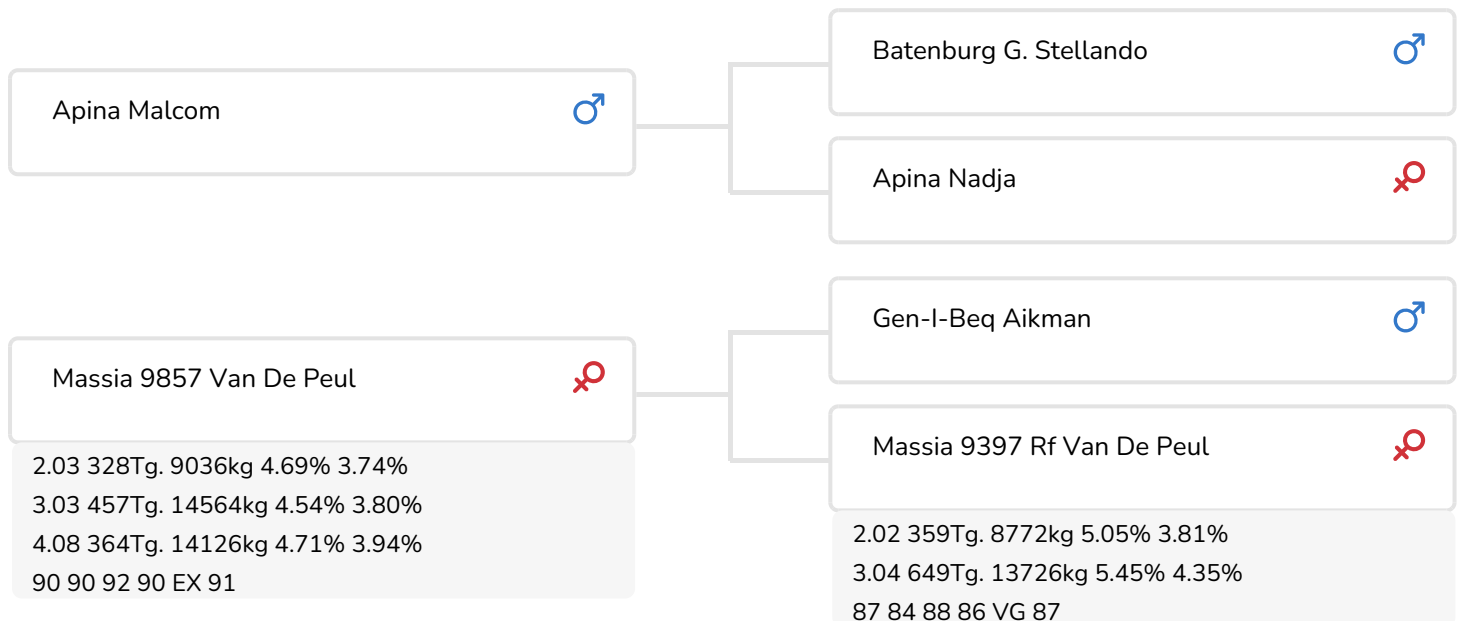 Batenburg G. Stellando
Apina Malcom
Apina Nadja
Gen-I-Beq Aikman
Massia 9857 Van De Peul
2.03 328Tg. 9036kg 4.69% 3.74%
3.03 457Tg. 14564kg 4.54% 3.80%
4.08 364Tg. 14126kg 4.71% 3.94%
90 90 92 90 EX 91
Massia 9397 Rf Van De Peul
2.02 359Tg. 8772kg 5.05% 3.81%
3.04 649Tg. 13726kg 5.45% 4.35%
87 84 88 86 VG 87